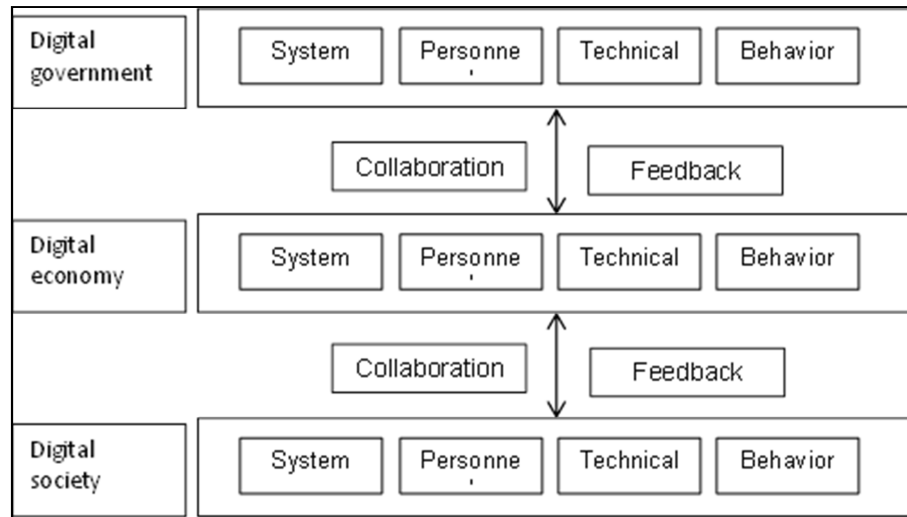 Digital
government
System
Personne
Technical
Behavior
Collaboration
Feedback
Digital
economy
System
Personne
Technical
Behavior
Collaboration
Feedback
Digital
society
System
Personne
Technical
Behavior